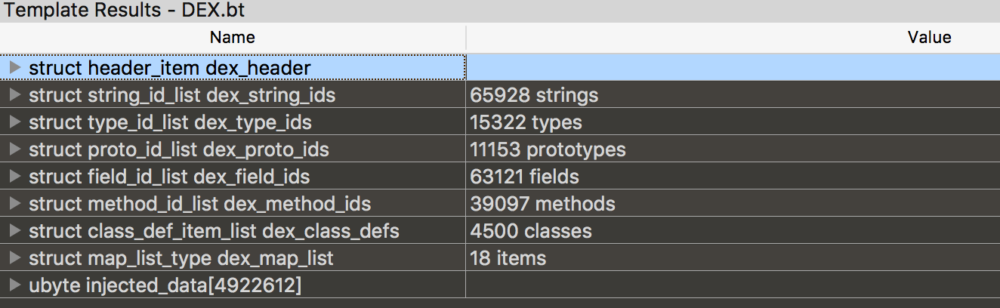 Template Results - DEX.bt
Name Value
struct header_item dex_header
struct string_id_list dex_string_ids 65928 strings
struct type_id_list dex_type_ids 15322 types
struct proto_id_list dex_proto_ids 11153 prototypes
struct field_id_list dex_field_ids 63121 fields
struct method_id_list dex_method_ids 39097 methods
struct class_def_item_list dex_class_defs 4500 classes
struct map_list_type dex_map_list 18 items
ubyte injected_data[4922612]